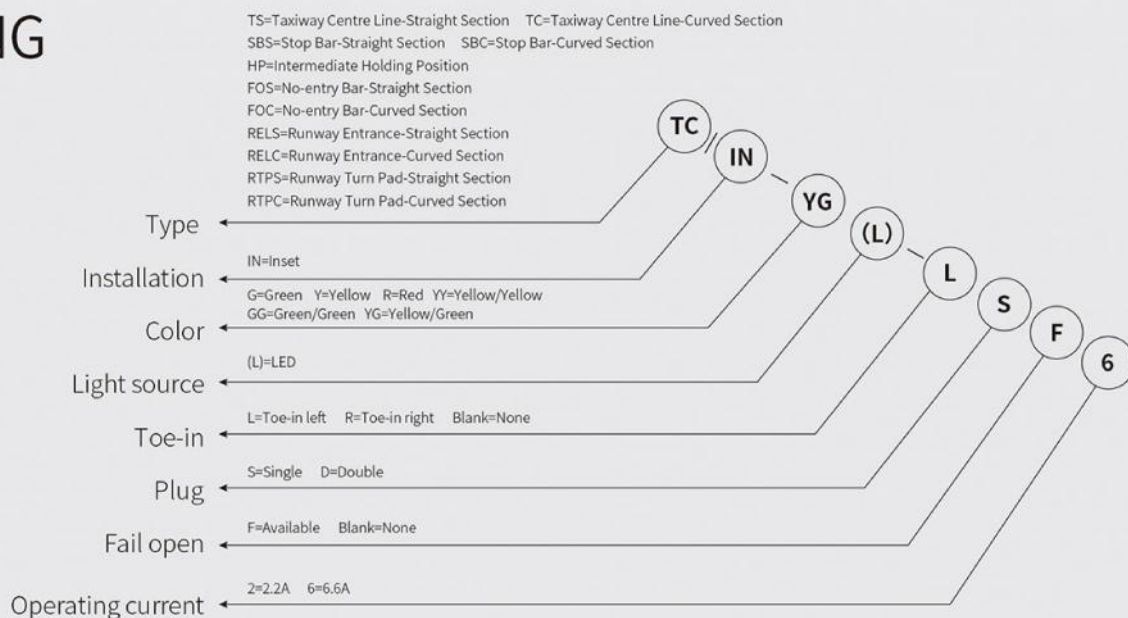 IG
TS=Taxiway Centre Line-Straight Section TC=Taxiway Centre Line-Curved Section
SBS=Stop Bar-Straight Section SBC=Stop Bar-Curved Section
HP=Intermediate Holding Position
FOS=No-entry Bar-Straight Section
FOC=No-entry Bar-Curved Section
RELS=Runway Entrance-Straight Section
RELC=Runway Entrance-Curved Section
RTPS=Runway Turn Pad-Straight Section
RTPC=Runway Turn Pad-Curved Section
TC // IN – YG (L) – L S F 6
Type
IN=Inset
Installation
G=Green Y=Yellow R=Red YY=Yellow/Yellow
GG=Green/Green YG=Yellow/Green
Color
(L)=LED
Light source
L=Toe-in left R=Toe-in right Blank=None
Toe-in
S=Single D=Double
Plug
F=Available Blank=None
Fail open
2=2.2A 6=6.6A
Operating current